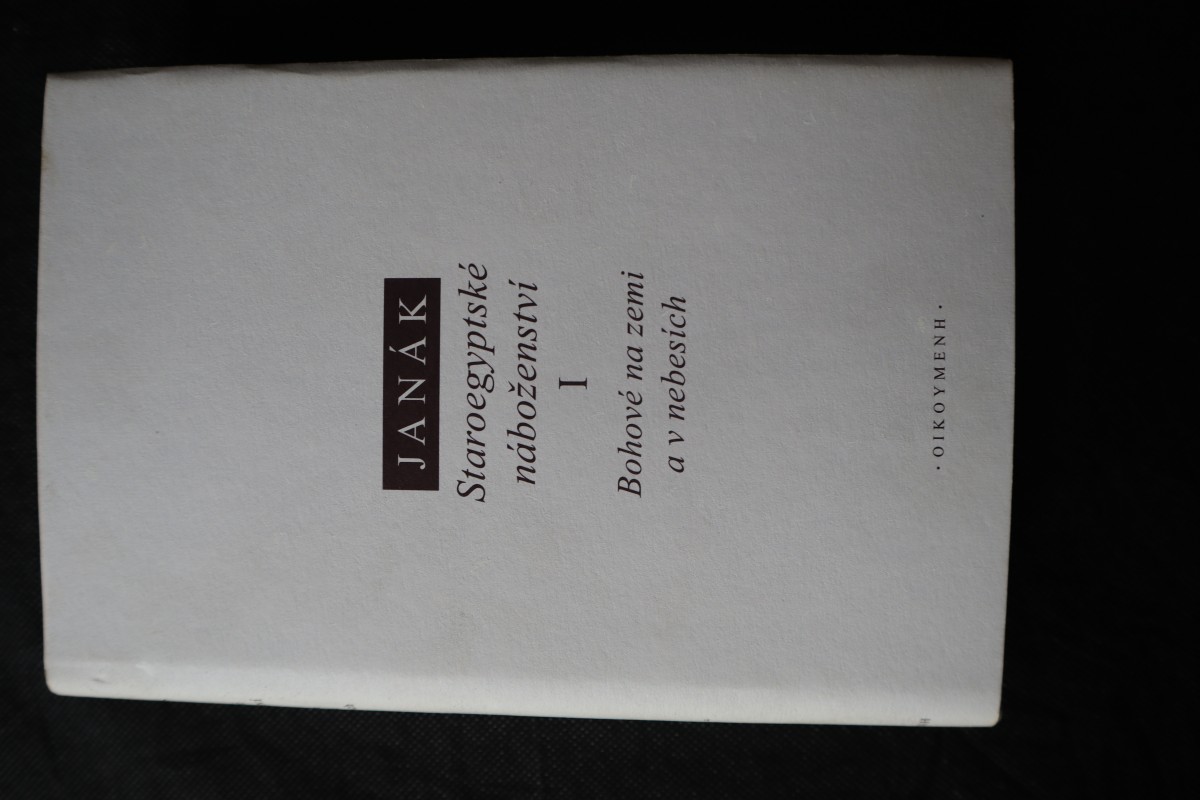 JANÁK
Staroegyptské
náboženství
I
Bohové na zemi
a v nebesích
· OIKOYMENH ·